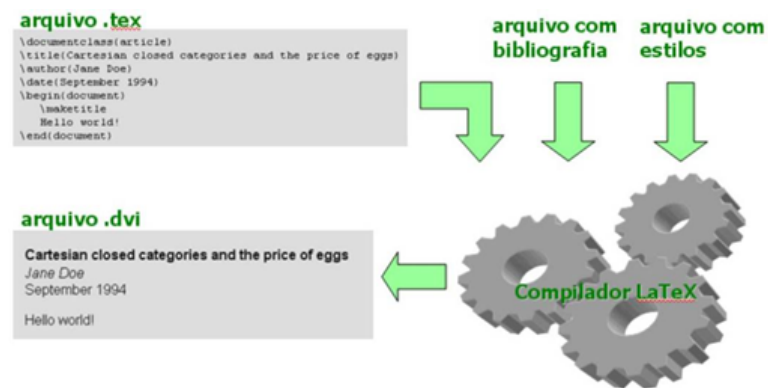 arquivo .tex
\documentclass(article)
\title(Cartesian closed categories and the price of eggs)
\author(Jane Doe)
\date(September 1994)
\begin(document)
\maketitle
Hello world!
\end(document)
arquivo com
bibliografia
arquivo com
estilos
arquivo .dvi
Cartesian closed categories and the price of eggs
Jane Doe
September 1994
Hello world!
Compilador LaTeX